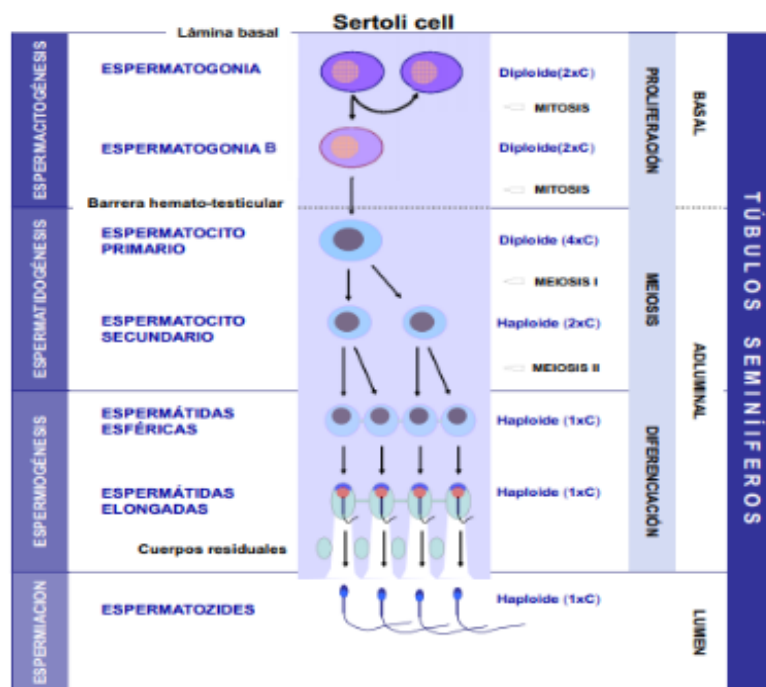 Sertoli cell
Lámina basal
ESPERMATOGONIA
Diploide(2xC)
MITOSIS
ESPERMATOGONIA B
Diploide(2xC)
MITOSIS
Barrera hemato-testicular
ESPERMATOCITO
PRIMARIO
Diploide (4xC)
MEIOSIS I
ESPERMATOCITO
SECUNDARIO
Haploide (2xC)
MEIOSIS II
ESPERMÁTIDAS
ESFÉRICAS
Haploide (1xC)
ESPERMÁTIDAS
ELONGADAS
Haploide (1xC)
Cuerpos residuales
ESPERMATOZIDES
Haploide (1xC)
ESPERMACITOGÉNESIS
ESPERMATIDOGÉNESIS
ESPERMIOGÉNESIS
ESPERMIACION
PROLIFERACIÓN
MEIOSIS
DIFERENCIACIÓN
BASAL
ADLUMINAL
LUMEN
TÚBULOS SEMINÍIFEROS